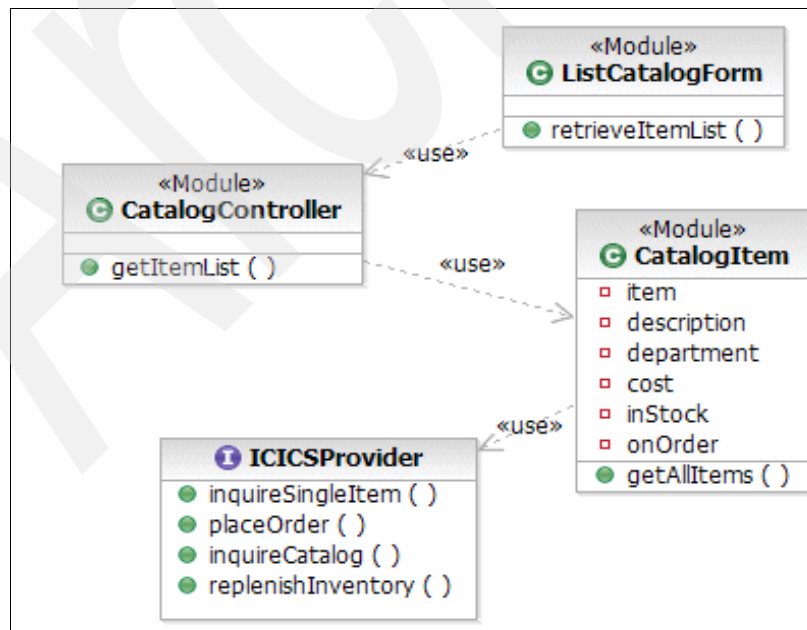 «Module»
C ListCatalogForm
retrieveItemList ( )
«use»
«Module»
C CatalogController
getItemList ( )
«use»
«Module»
C CatalogItem
item
description
department
cost
inStock
onOrder
getAllItems ( )
«use»
I ICICSProvider
inquireSingleItem ( )
placeOrder ( )
inquireCatalog ( )
replenishInventory ( )